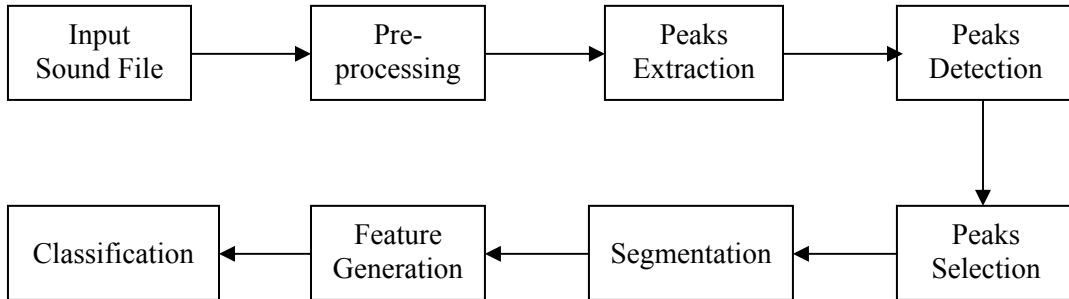 Input
Sound File
Pre-
processing
Peaks
Extraction
Peaks
Detection
Peaks
Selection
Segmentation
Feature
Generation
Classification